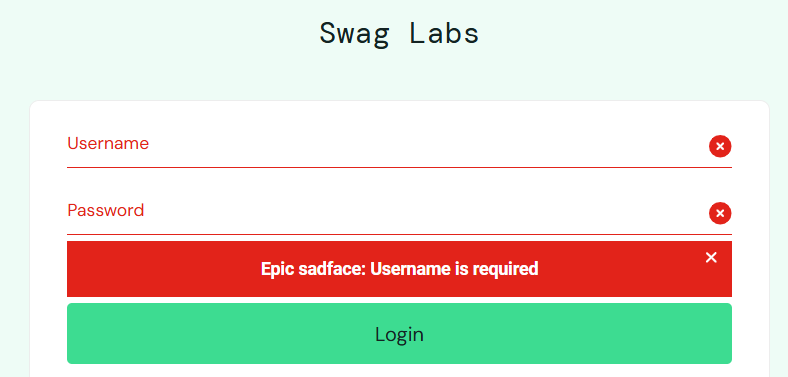 Swag Labs
Username
Password
Epic sadface: Username is required
Login